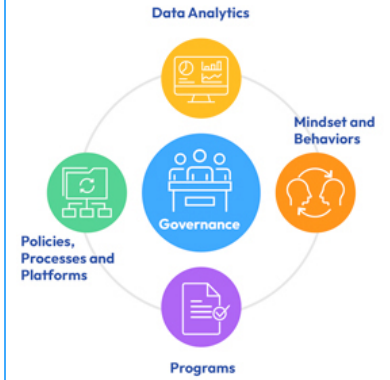 Data Analytics
Mindset and
Behaviors
Governance
Policies,
Processes and
Platforms
Programs